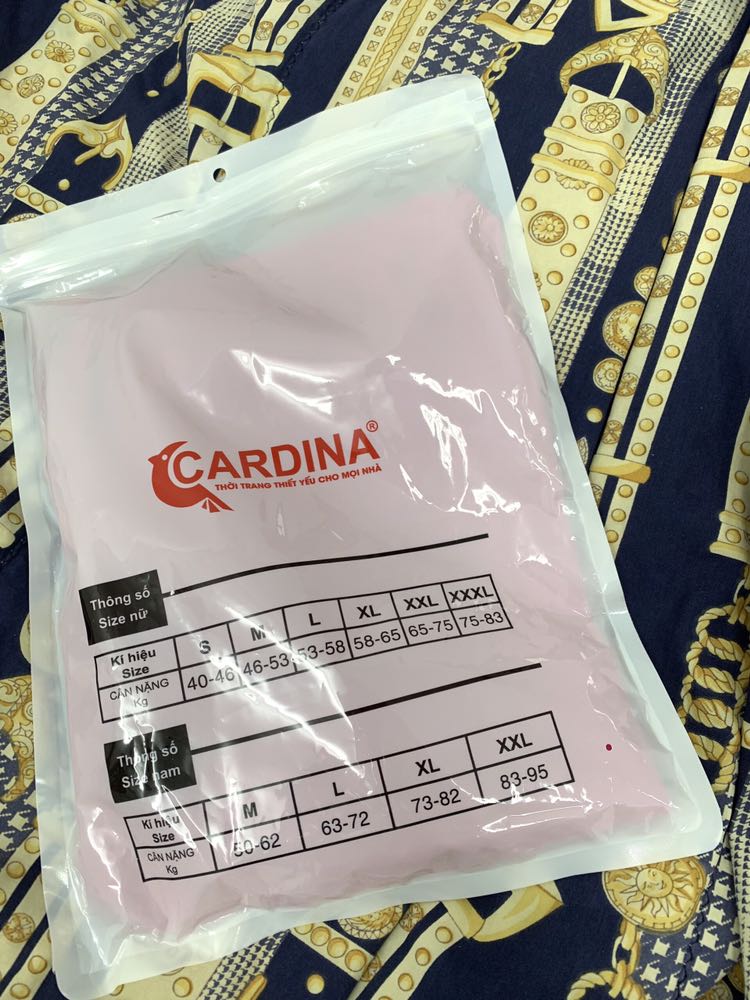 CARDINA®
THỜI TRANG THIẾT YẾU CHO MỌI NHÀ
Thông số
Size nữ
Kí hiệu Size S M L XL XXL XXXL
CÂN NẶNG Kg 40-46 46-53 53-58 58-65 65-75 75-83
Thông số
Size nam
Kí hiệu Size M L XL XXL
CÂN NẶNG Kg 50-62 63-72 73-82 83-95